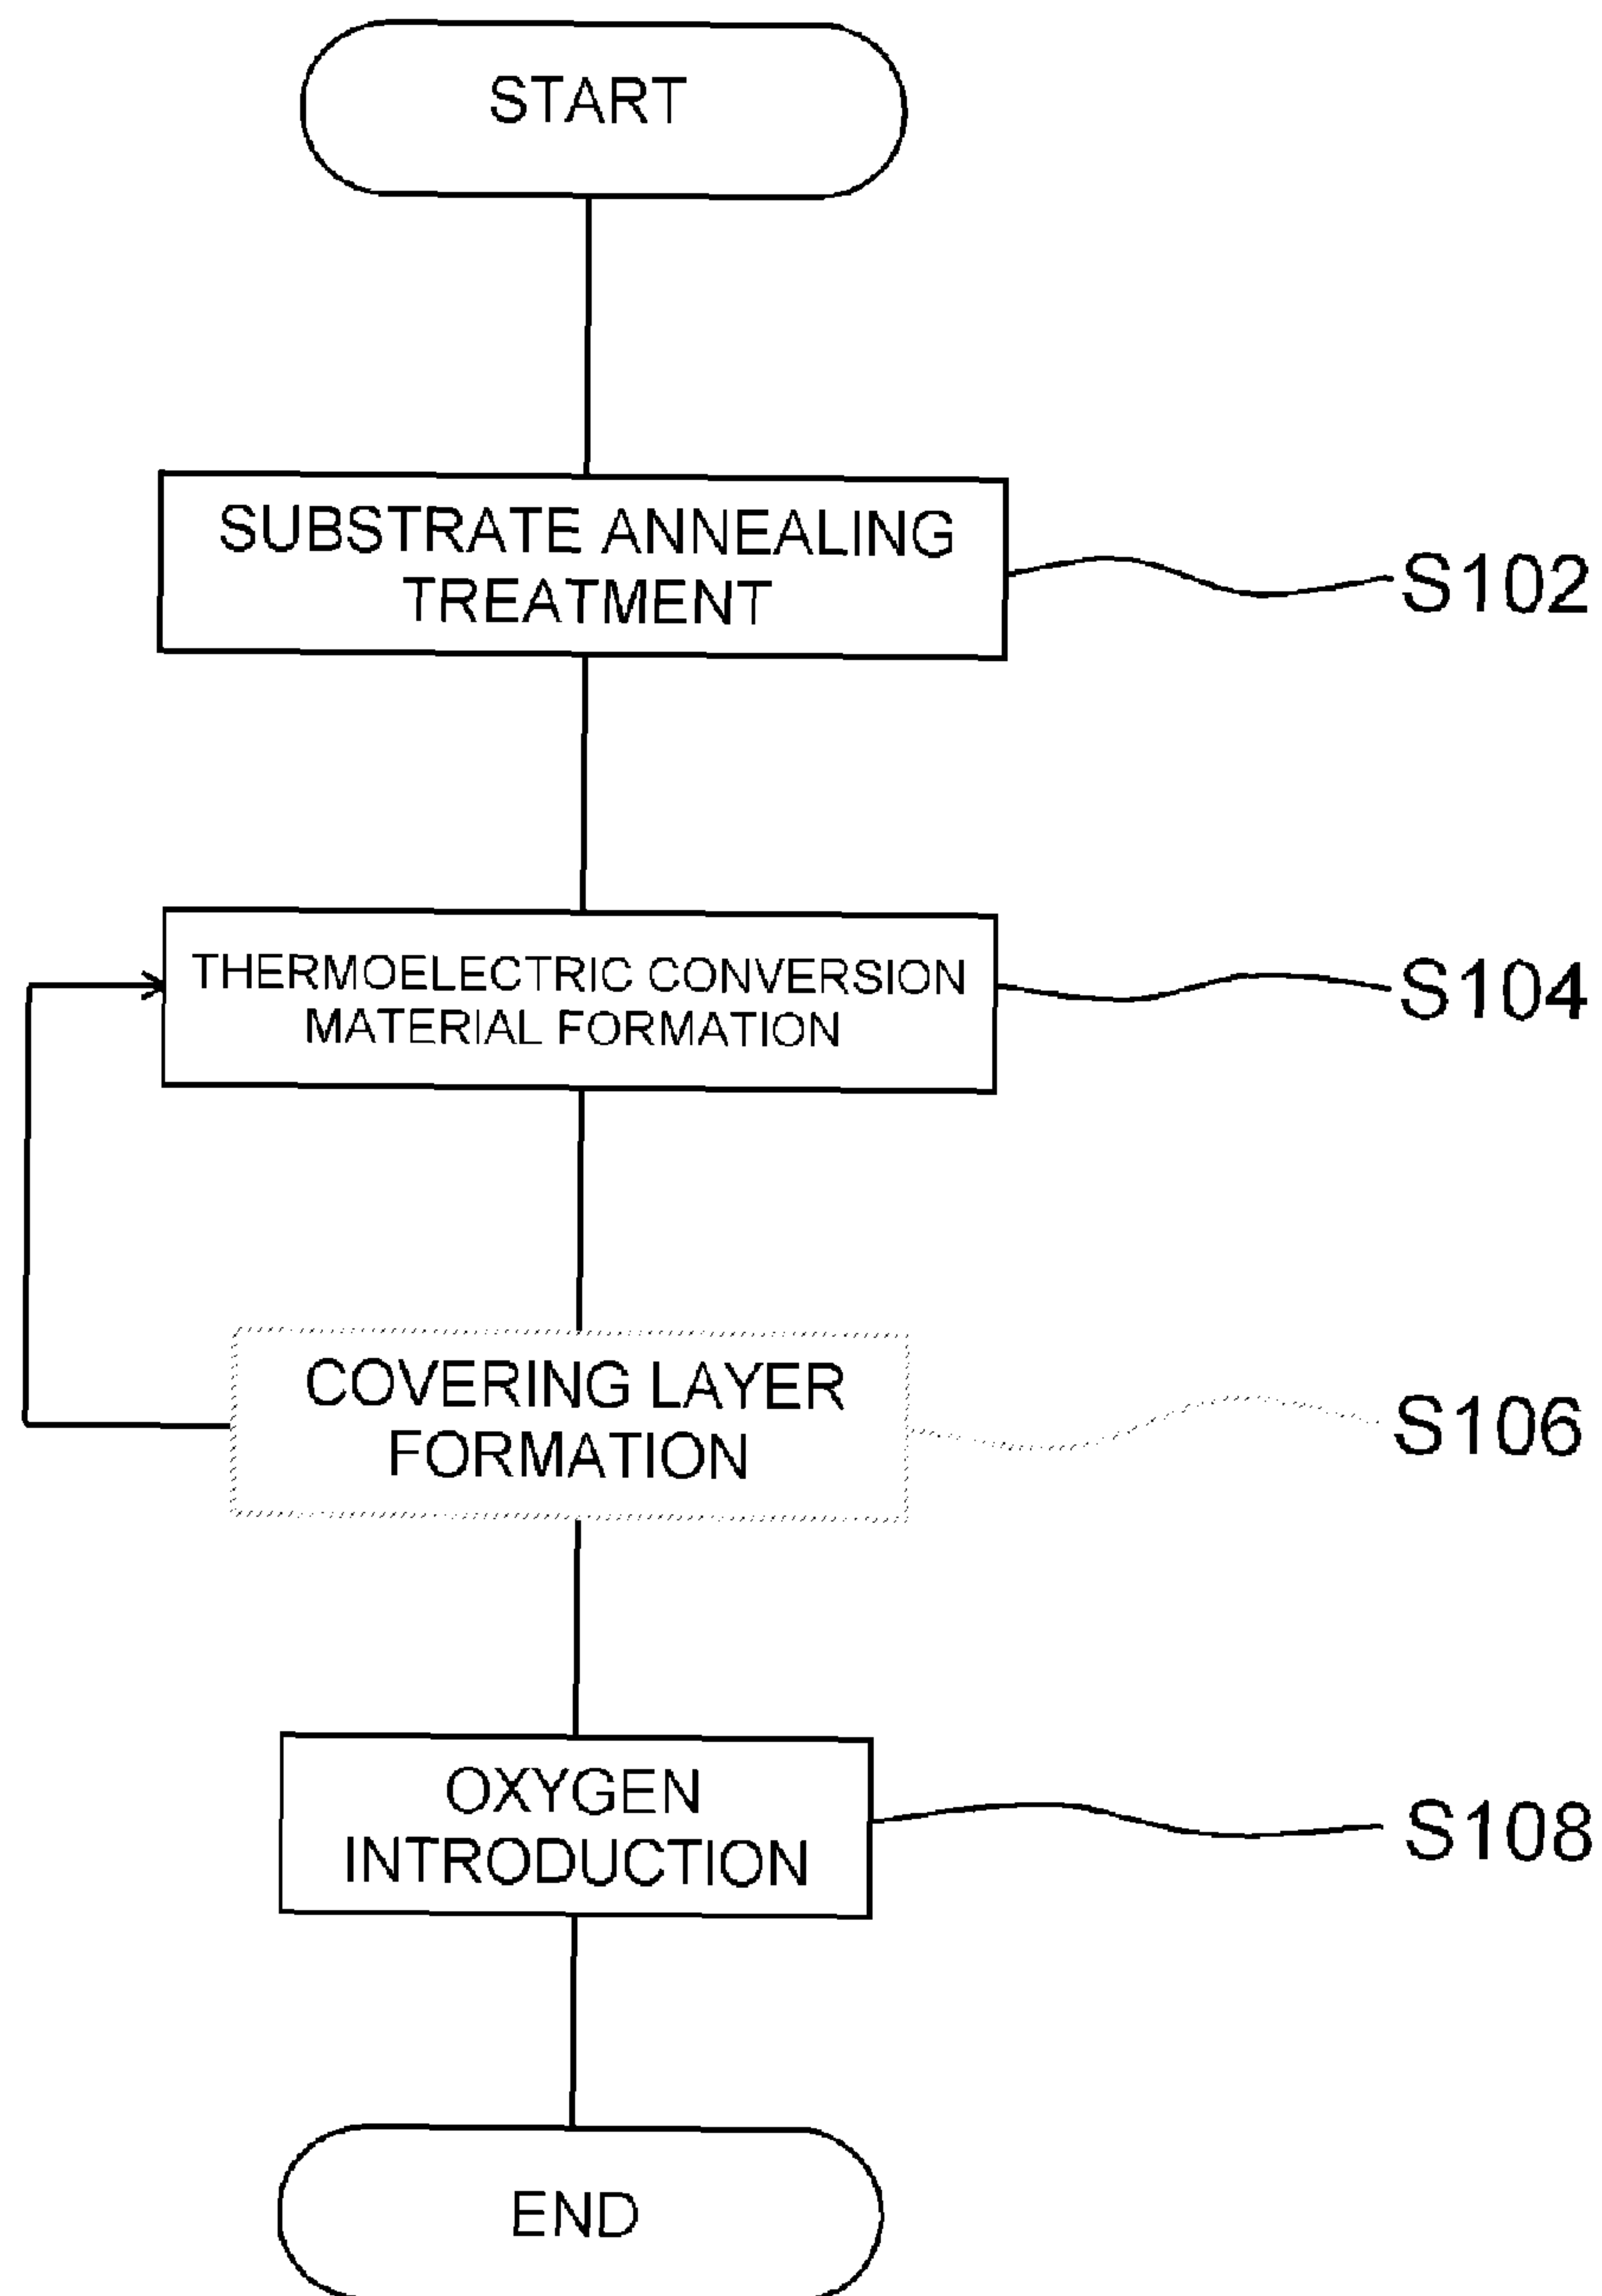 START
SUBSTRATE ANNEALING
TREATMENT
S102
THERMOELECTRIC CONVERSION
MATERIAL FORMATION
S104
COVERING LAYER
FORMATION
S106
OXYGEN
INTRODUCTION
S108
END